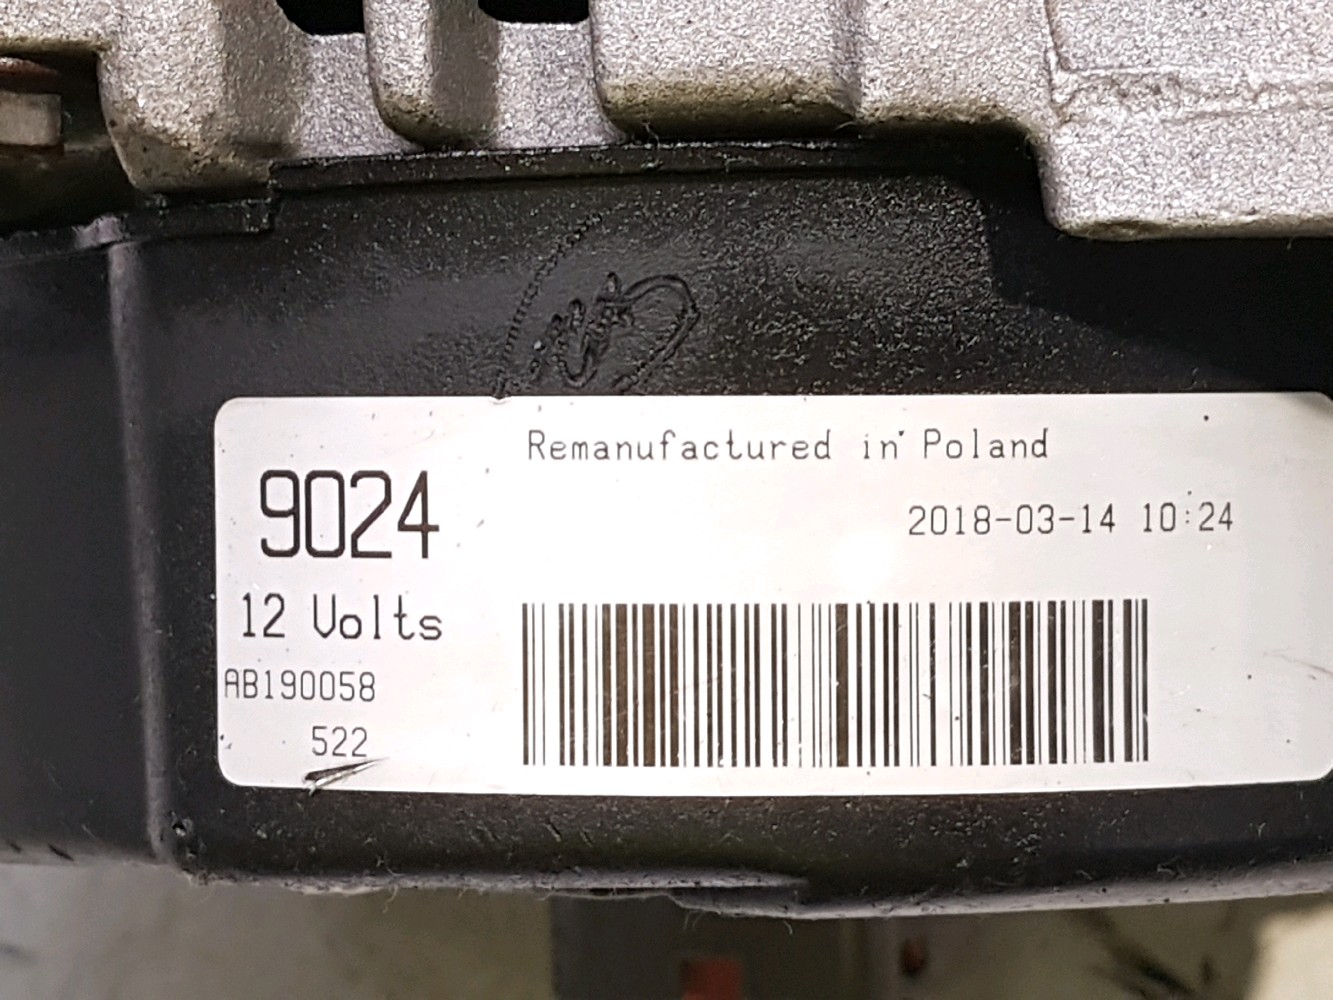 Remanufactured in Poland
9024
2018-03-14 10:24
12 Volts
AB190058
522